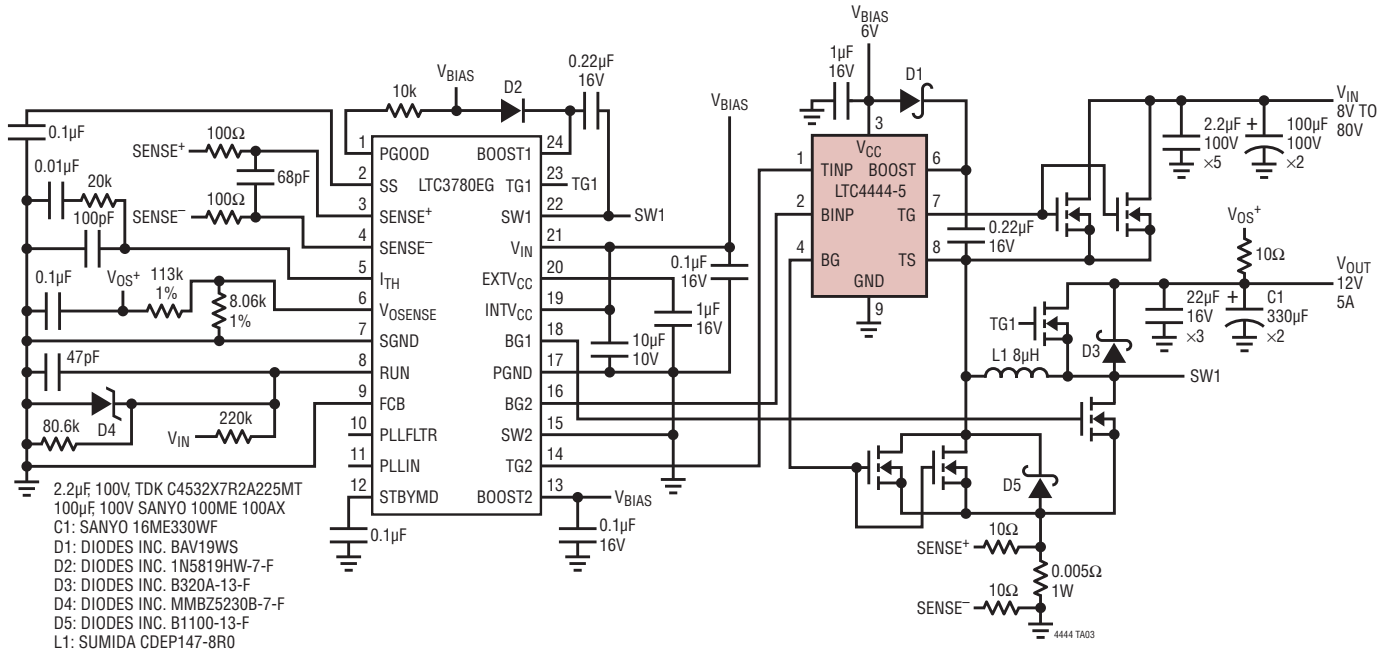 0.1µF
0.01µF
20k
100pF
SENSE+
100Ω
68pF
SENSE−
100Ω
0.1µF
VOS+
113k
1%
8.06k
1%
47pF
D4
80.6k
VIN
220k
10k
VBIAS
D2
0.22µF
16V
LTC3780EG
1
PGOOD
2
SS
3
SENSE+
4
SENSE−
5
ITH
6
VOSENSE
7
SGND
8
RUN
9
FCB
10
PLLFLTR
11
PLLIN
12
STBYMD
0.1µF
BOOST1
24
TG1
23
TG1
SW1
22
SW1
VIN
21
EXTVCC
20
INTVCC
19
BG1
18
PGND
17
BG2
16
SW2
15
TG2
14
BOOST2
13
VBIAS
0.1µF
16V
10µF
10V
1µF
16V
0.1µF
16V
VBIAS
VBIAS
6V
1µF
16V
D1
3
VCC
LTC4444-5
1
TINP
2
BINP
4
BG
BOOST
6
TG
7
TS
8
GND
9
0.22µF
16V
2.2µF
100V
×5
+
100µF
100V
×2
VIN
8V TO
80V
VOS+
10Ω
VOUT
12V
5A
22µF
16V
×3
+
C1
330µF
×2
TG1
D3
L1 8µH
SW1
D5
SENSE+
10Ω
0.005Ω
1W
SENSE−
10Ω
4444 TA03
2.2µF, 100V, TDK C4532X7R2A225MT
100µF, 100V SANYO 100ME 100AX
C1: SANYO 16ME330WF
D1: DIODES INC. BAV19WS
D2: DIODES INC. 1N5819HW-7-F
D3: DIODES INC. B320A-13-F
D4: DIODES INC. MMBZ5230B-7-F
D5: DIODES INC. B1100-13-F
L1: SUMIDA CDEP147-8R0